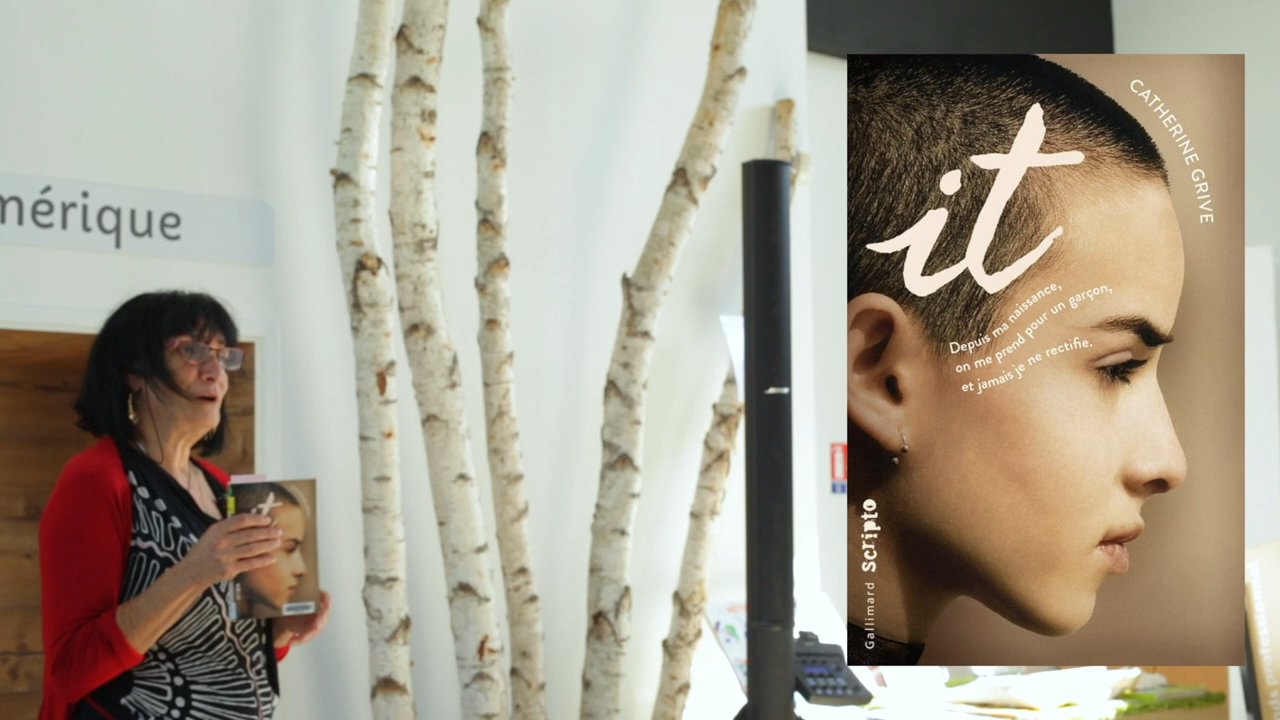 mérique
it
CATHERINE GRIVE
it
Depuis ma naissance,
on me prend pour un garçon,
et jamais je ne rectifie.
Gallimard Scripto